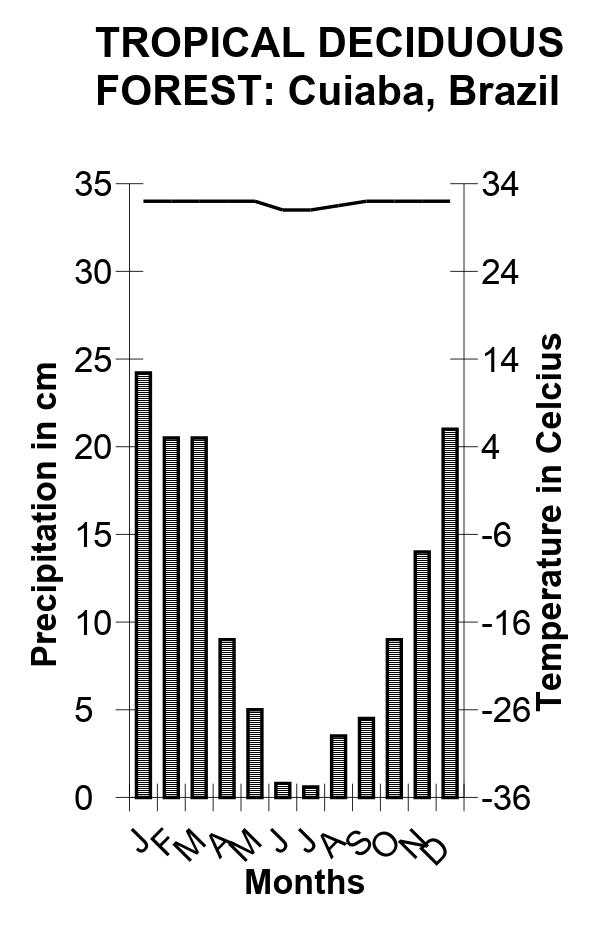 TROPICAL DECIDUOUS
FOREST: Cuiaba, Brazil
35
30
25
20
15
10
5
0
Precipitation in cm
34
24
14
4
-6
-16
-26
-36
Temperature in Celcius
J F M A M J J A S O N D
Months